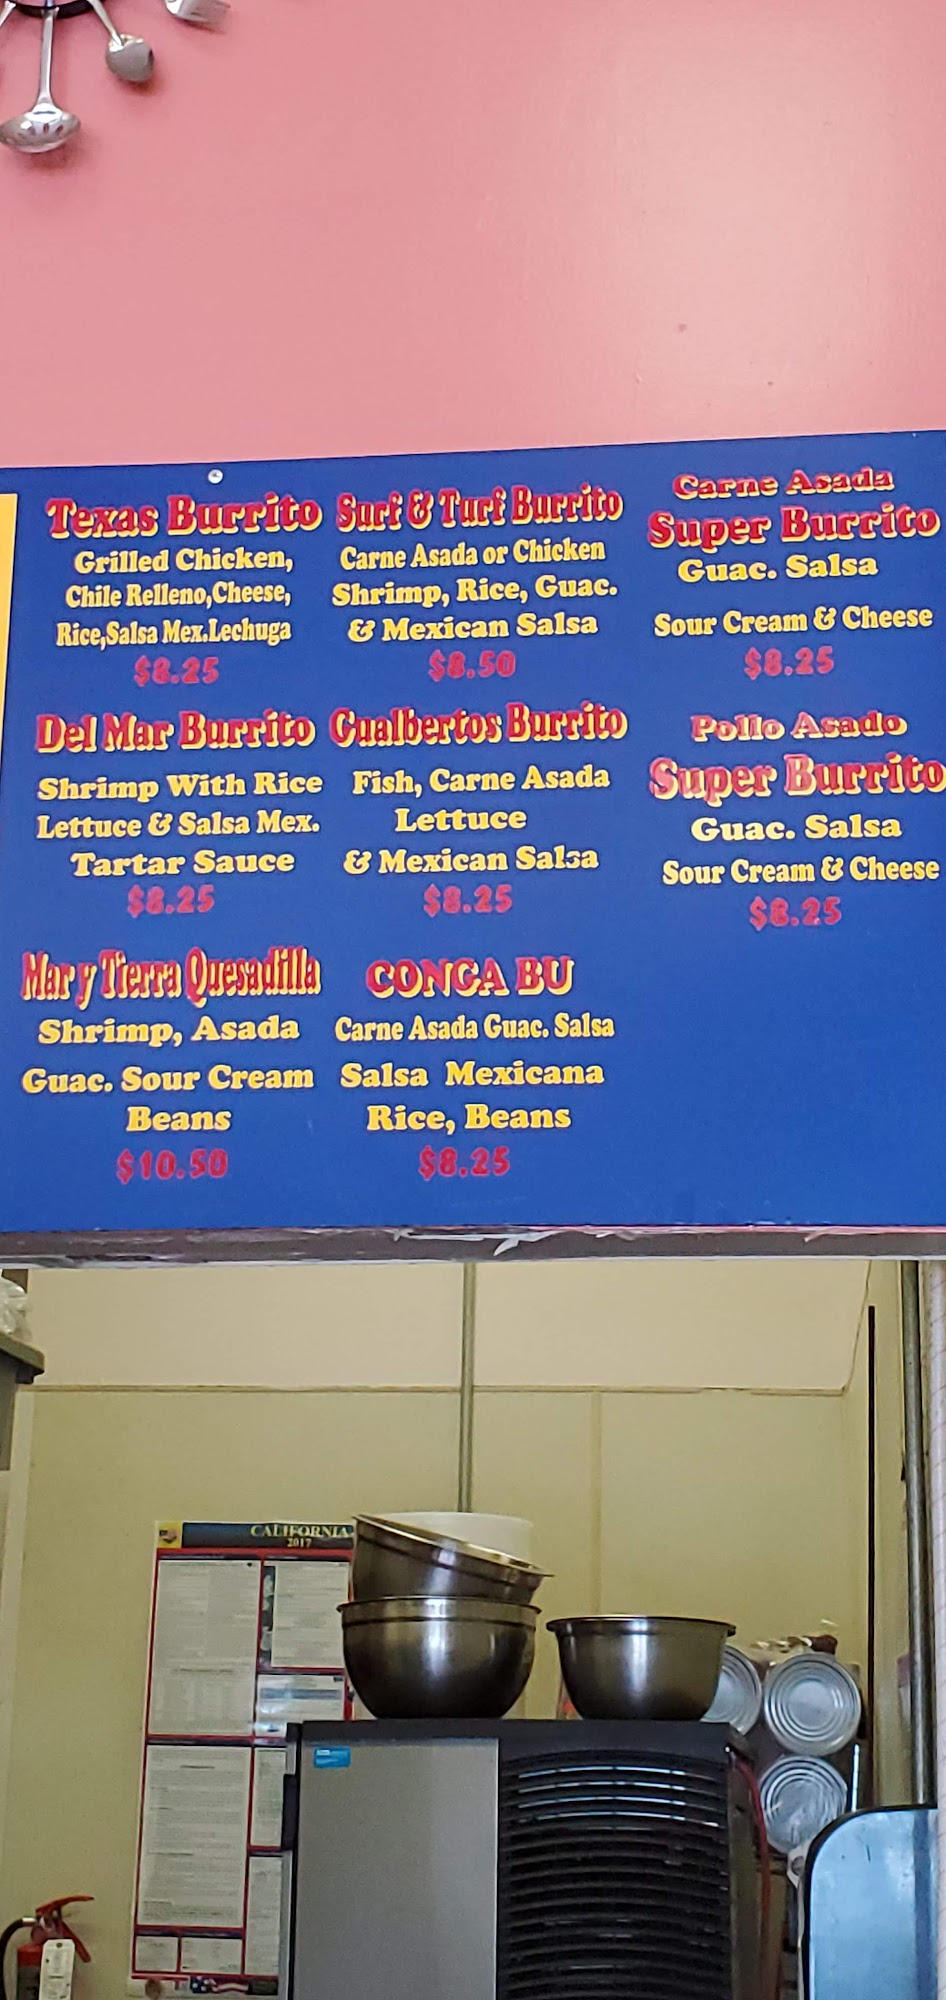 Texas Burrito
Grilled Chicken,
Chile Relleno,Cheese,
Rice,Salsa Mex.Lechuga
$8.25
Surf & Turf Burrito
Carne Asada or Chicken
Shrimp, Rice, Guac.
& Mexican Salsa
$8.50
Carne Asada
Super Burrito
Guac. Salsa
Sour Cream & Cheese
$8.25
Del Mar Burrito
Shrimp With Rice
Lettuce & Salsa Mex.
Tartar Sauce
$8.25
Gualbertos Burrito
Fish, Carne Asada
Lettuce
& Mexican Salsa
$8.25
Pollo Asado
Super Burrito
Guac. Salsa
Sour Cream & Cheese
$8.25
Mar y Tierra Quesadilla
Shrimp, Asada
Guac. Sour Cream
Beans
$10.50
CONGA BU
Carne Asada Guac. Salsa
Salsa Mexicana
Rice, Beans
$8.25
CALIFORNIA
2017